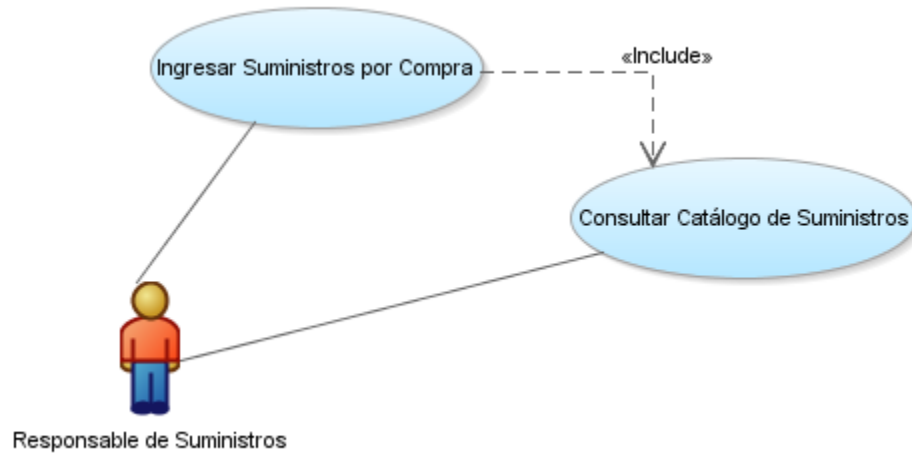 Ingresar Suministros por Compra
«Include»
Consultar Catálogo de Suministros
Responsable de Suministros